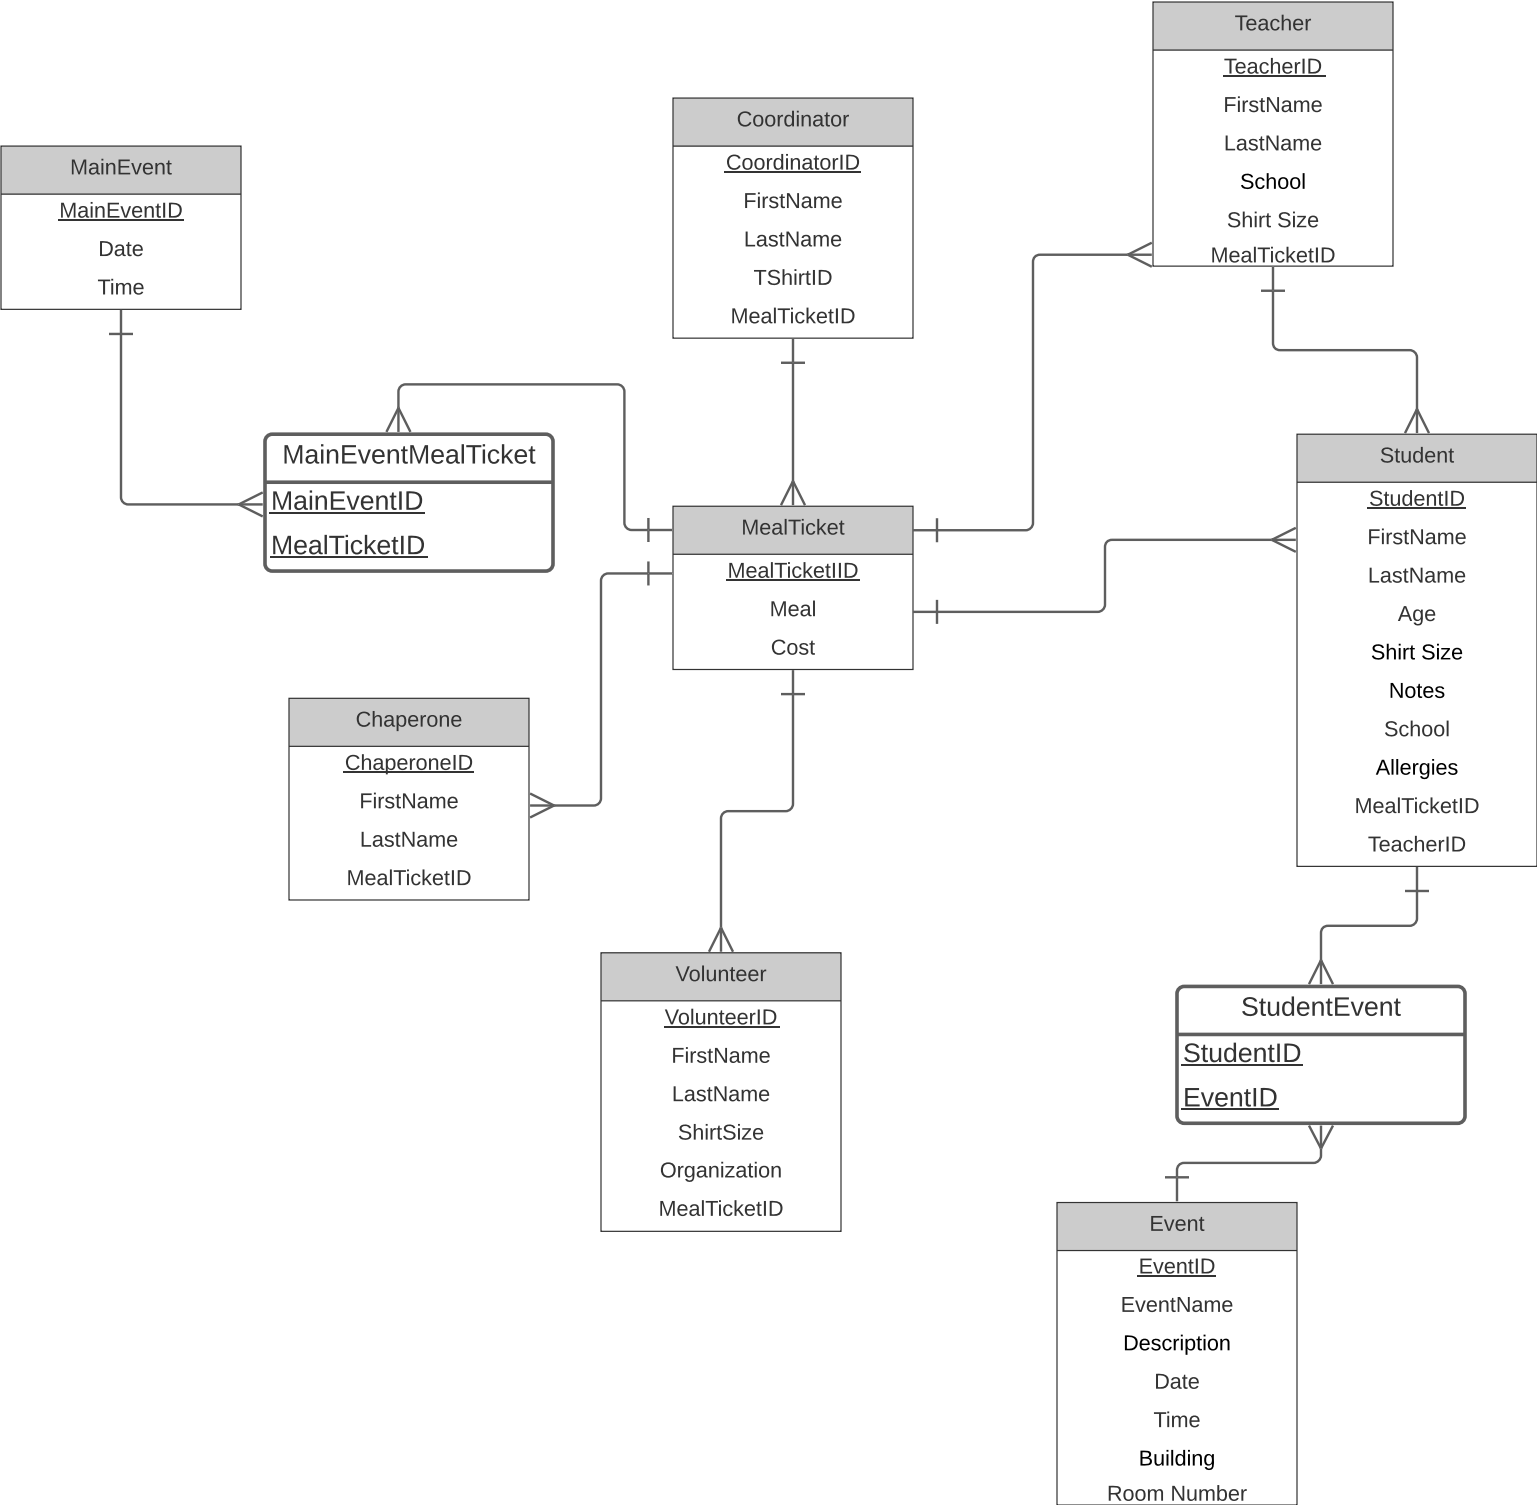 Teacher
TeacherID
FirstName
LastName
School
Shirt Size
MealTicketID
Coordinator
CoordinatorID
FirstName
LastName
TShirtID
MealTicketID
MainEvent
MainEventID
Date
Time
MainEventMealTicket
MainEventID
MealTicketID
MealTicket
MealTicketIID
Meal
Cost
Student
StudentID
FirstName
LastName
Age
Shirt Size
Notes
School
Allergies
MealTicketID
TeacherID
Chaperone
ChaperoneID
FirstName
LastName
MealTicketID
Volunteer
VolunteerID
FirstName
LastName
ShirtSize
Organization
MealTicketID
StudentEvent
StudentID
EventID
Event
EventID
EventName
Description
Date
Time
Building
Room Number